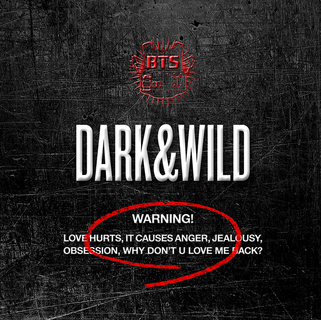 BTS
DARK&WILD
WARNING!
LOVE HURTS, IT CAUSES ANGER, JEALOUSY,
OBSESSION, WHY DON'T U LOVE ME BACK?